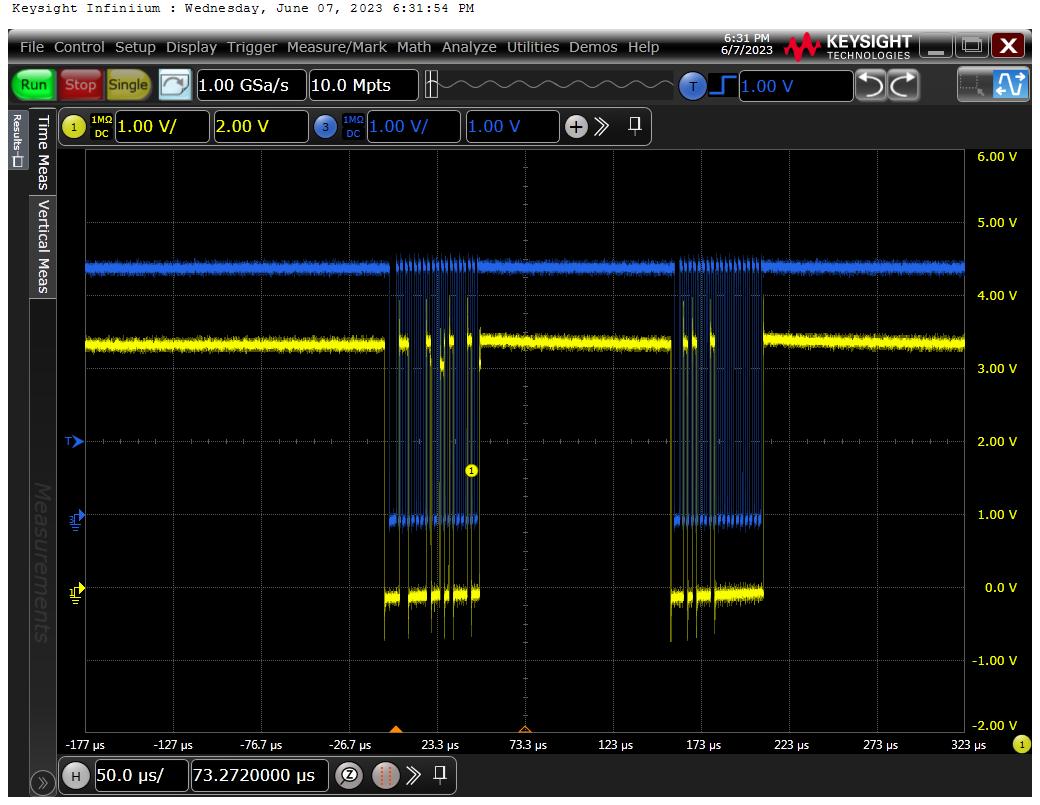 Keysight Infiniium : Wednesday, June 07, 2023 6:31:54 PM
File Control Setup Display Trigger Measure/Mark Math Analyze Utilities Demos Help
6:31 PM
6/7/2023
KEYSIGHT
TECHNOLOGIES
X
Run Stop Single 1.00 GSa/s 10.0 Mpts T 1.00 V
1 1MΩ DC 1.00 V/ 2.00 V 3 1MΩ DC 1.00 V/ 1.00 V
Results
Time Meas
Vertical Meas
Measurements
6.00 V
5.00 V
4.00 V
3.00 V
2.00 V
1.00 V
0.0 V
-1.00 V
-2.00 V
T
1
3
1
-177 µs -127 µs -76.7 µs -26.7 µs 23.3 µs 73.3 µs 123 µs 173 µs 223 µs 273 µs 323 µs 1
H 50.0 µs/ 73.2720000 µs Z